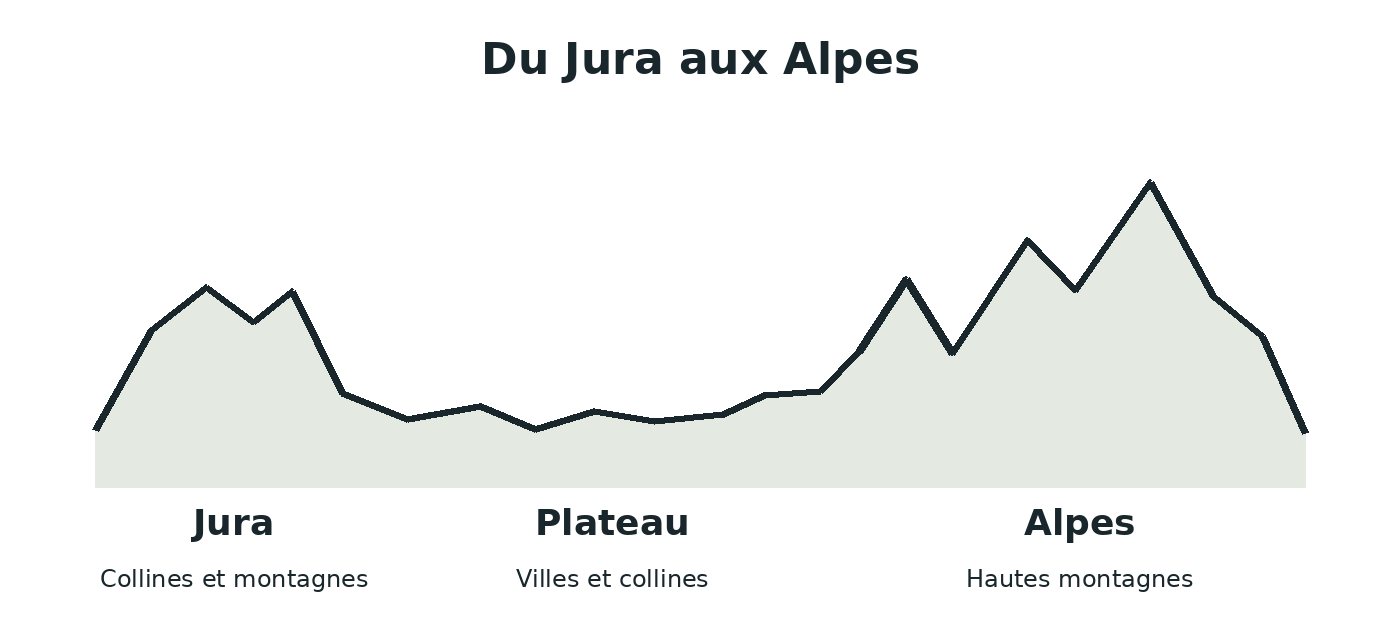 Du Jura aux Alpes
Jura
Plateau
Alpes
Collines et montagnes
Villes et collines
Hautes montagnes